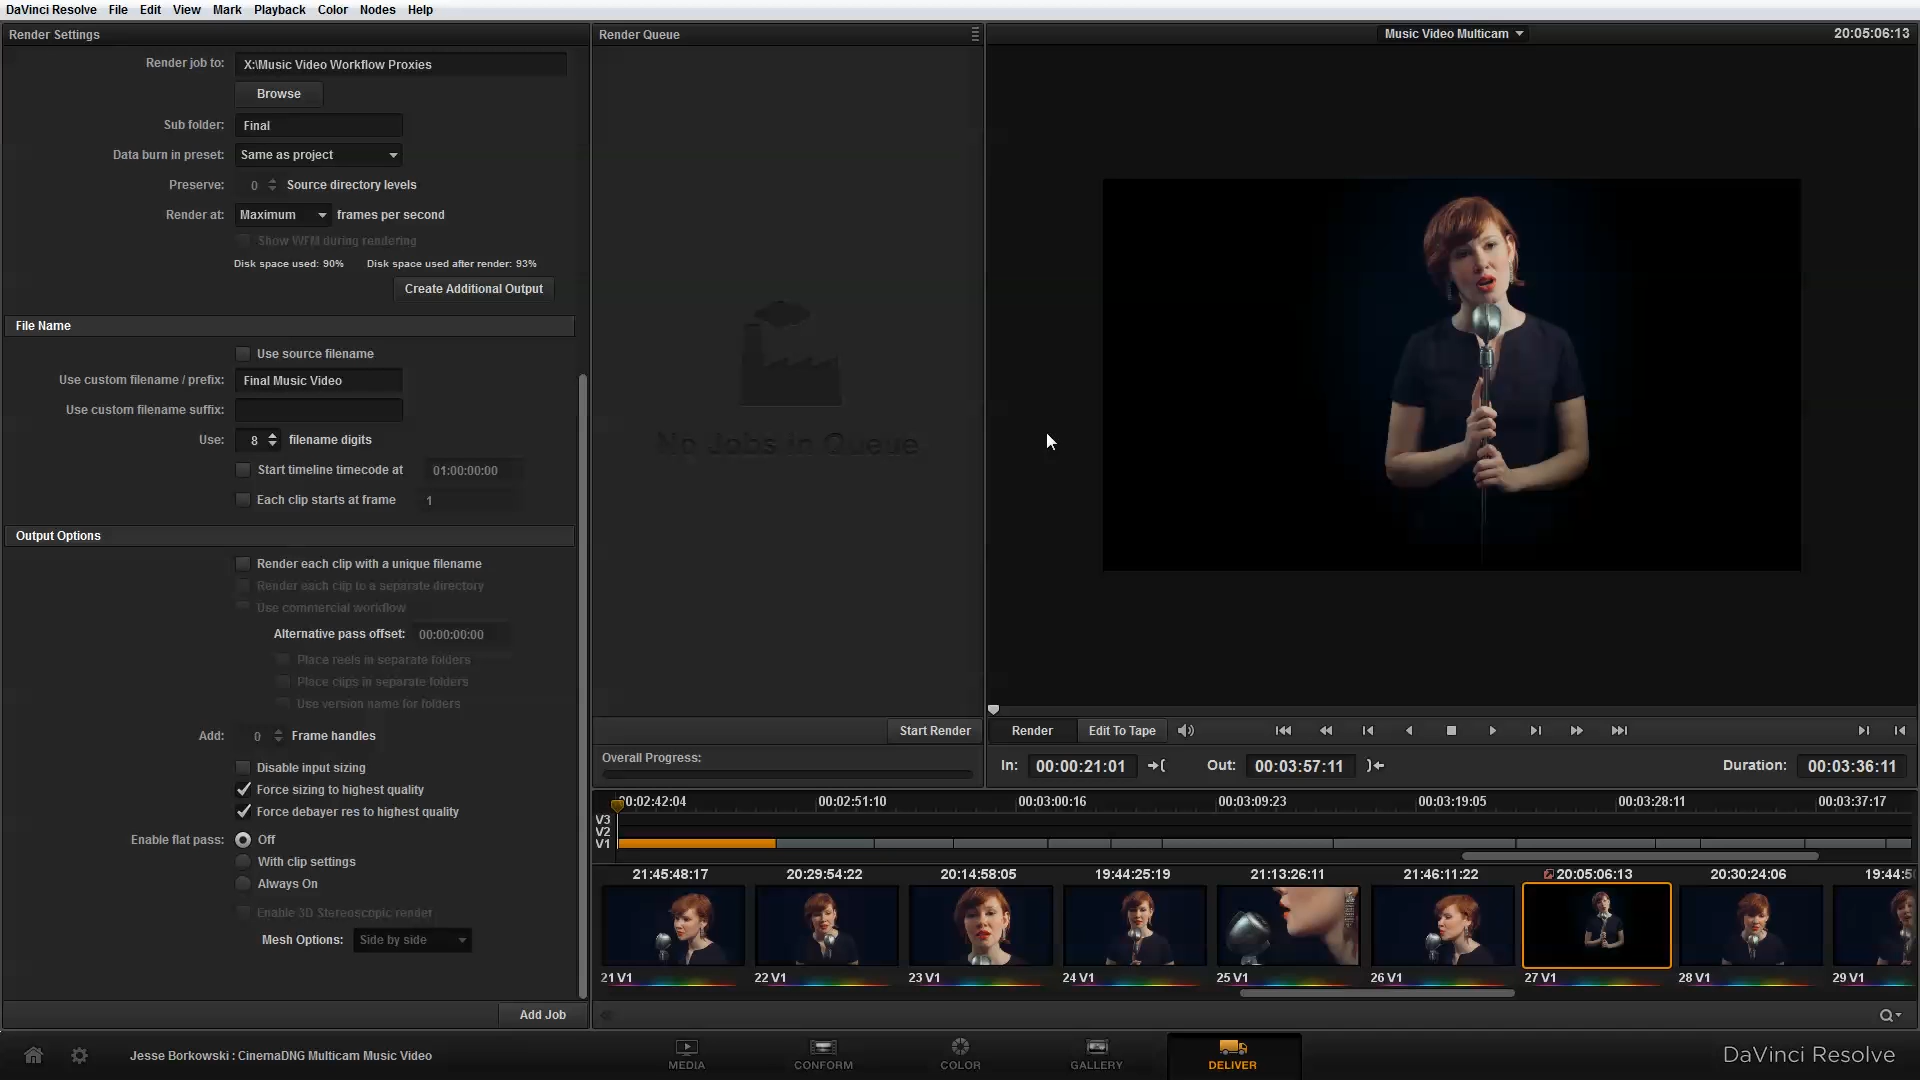 DaVinci Resolve File Edit View Mark Playback Color Nodes Help
Render Settings
Render job to: X:\Music Video Workflow Proxies
Browse
Sub folder: Final
Data burn in preset: Same as project
Preserve: 0 Source directory levels
Render at: Maximum frames per second
Show WFM during rendering
Disk space used: 90% Disk space used after render: 93%
Create Additional Output
File Name
Use source filename
Use custom filename / prefix: Final Music Video
Use custom filename suffix:
Use: 8 filename digits
Start timeline timecode at 01:00:00:00
Each clip starts at frame 1
Output Options
Render each clip with a unique filename
Render each clip to a separate directory
Use commercial workflow
Alternative pass offset: 00:00:00:00
Place reels in separate folders
Place clips in separate folders
Use version name for folders
Add: 0 Frame handles
Disable input sizing
Force sizing to highest quality
Force debayer res to highest quality
Enable flat pass: Off
With clip settings
Always On
Enable 3D Stereoscopic render
Mesh Options: Side by side
Add Job
Render Queue
No Jobs in Queue
Start Render
Overall Progress:
Music Video Multicam 20:05:06:13
Render Edit To Tape
In: 00:00:21:01 Out: 00:03:57:11 Duration: 00:03:36:11
00:02:42:04 00:02:51:10 00:03:00:16 00:03:09:23 00:03:19:05 00:03:28:11 00:03:37:17
V3
V2
V1
21:45:48:17 20:29:54:22 20:14:58:05 19:44:25:19 21:13:26:11 21:46:11:22 20:05:06:13 20:30:24:06 19:44:5
21 V1 22 V1 23 V1 24 V1 25 V1 26 V1 27 V1 28 V1 29 V1
Jesse Borkowski : CinemaDNG Multicam Music Video
MEDIA CONFORM COLOR GALLERY DELIVER
DaVinci Resolve